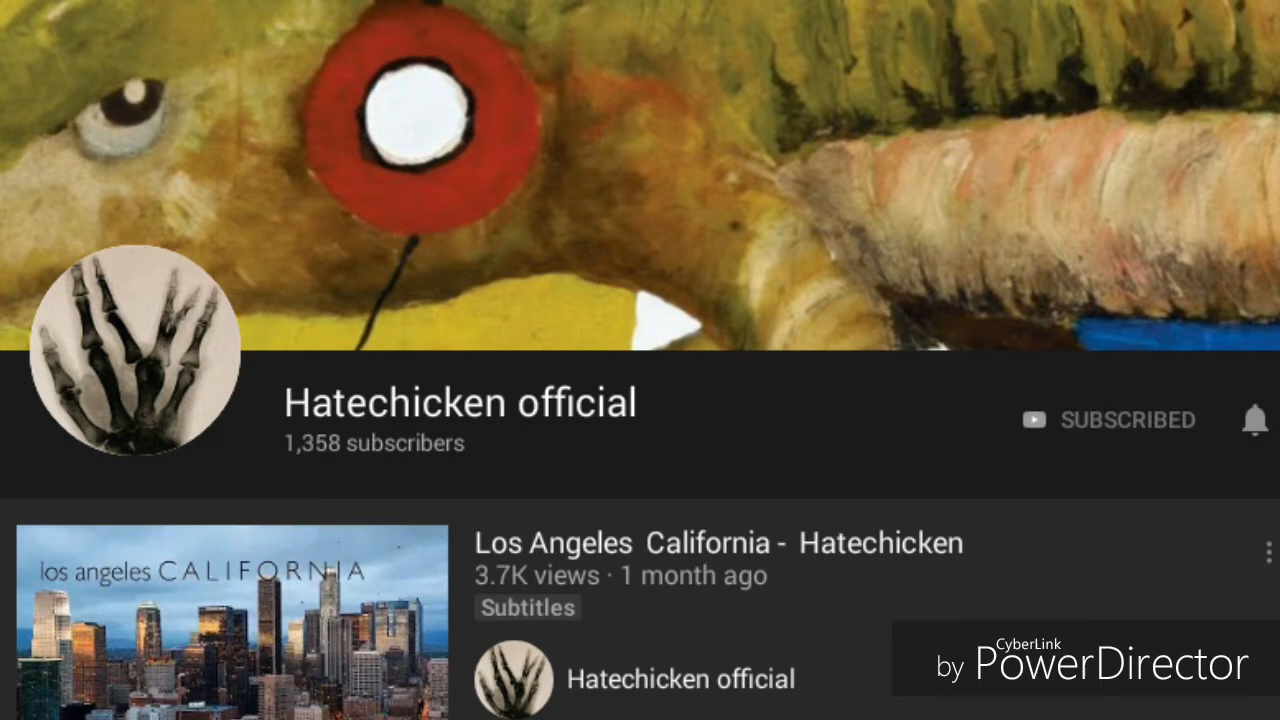 Hatechicken official
1,358 subscribers
SUBSCRIBED
los angeles CALIFORNIA
Los Angeles California - Hatechicken
3.7K views · 1 month ago
Subtitles
Hatechicken official
CyberLink
by PowerDirector